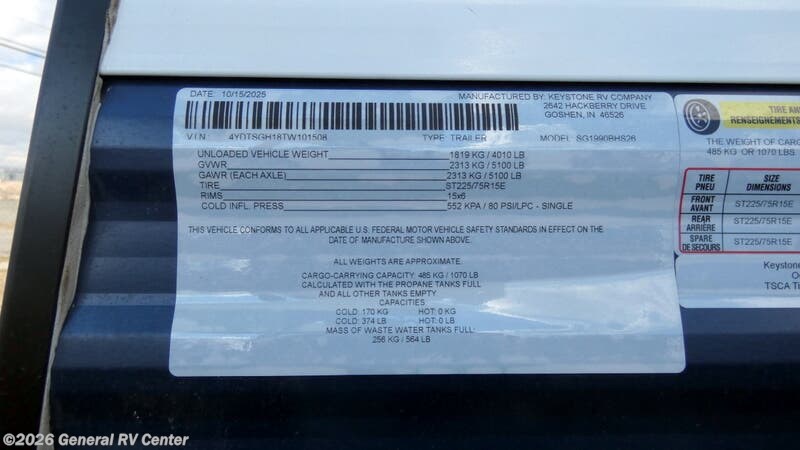 DATE: 10/15/2025
MANUFACTURED BY: KEYSTONE RV COMPANY
2642 HACKBERRY DRIVE
GOSHEN, IN 46526
V.I.N.: 4YDTSGH18TW101508 TYPE: TRAILER MODEL: SG1990BHS26
UNLOADED VEHICLE WEIGHT 1819 KG / 4010 LB
GVWR 2313 KG / 5100 LB
GAWR (EACH AXLE) 2313 KG / 5100 LB
TIRE ST225/75R15E
RIMS 15x6
COLD INFL. PRESS 552 KPA / 80 PSI/LPC - SINGLE
THIS VEHICLE CONFORMS TO ALL APPLICABLE U.S. FEDERAL MOTOR VEHICLE SAFETY STANDARDS IN EFFECT ON THE
DATE OF MANUFACTURE SHOWN ABOVE.
ALL WEIGHTS ARE APPROXIMATE.
CARGO-CARRYING CAPACITY: 485 KG / 1070 LB
CALCULATED WITH THE PROPANE TANKS FULL
AND ALL OTHER TANKS EMPTY
CAPACITIES
COLD: 170 KG HOT: 0 KG
COLD: 374 LB HOT: 0 LB
MASS OF WASTE WATER TANKS FULL:
256 KG / 564 LB
TIRE AN
RENSEIGNEMENTS
THE WEIGHT OF CARG
485 KG OR 1070 LBS.
TIRE SIZE
PNEU DIMENSIONS
FRONT
AVANT ST225/75R15E
REAR
ARRIÈRE ST225/75R15E
SPARE
DE SECOURS ST225/75R15E
Keystone
TSCA Ti
©2026 General RV Center